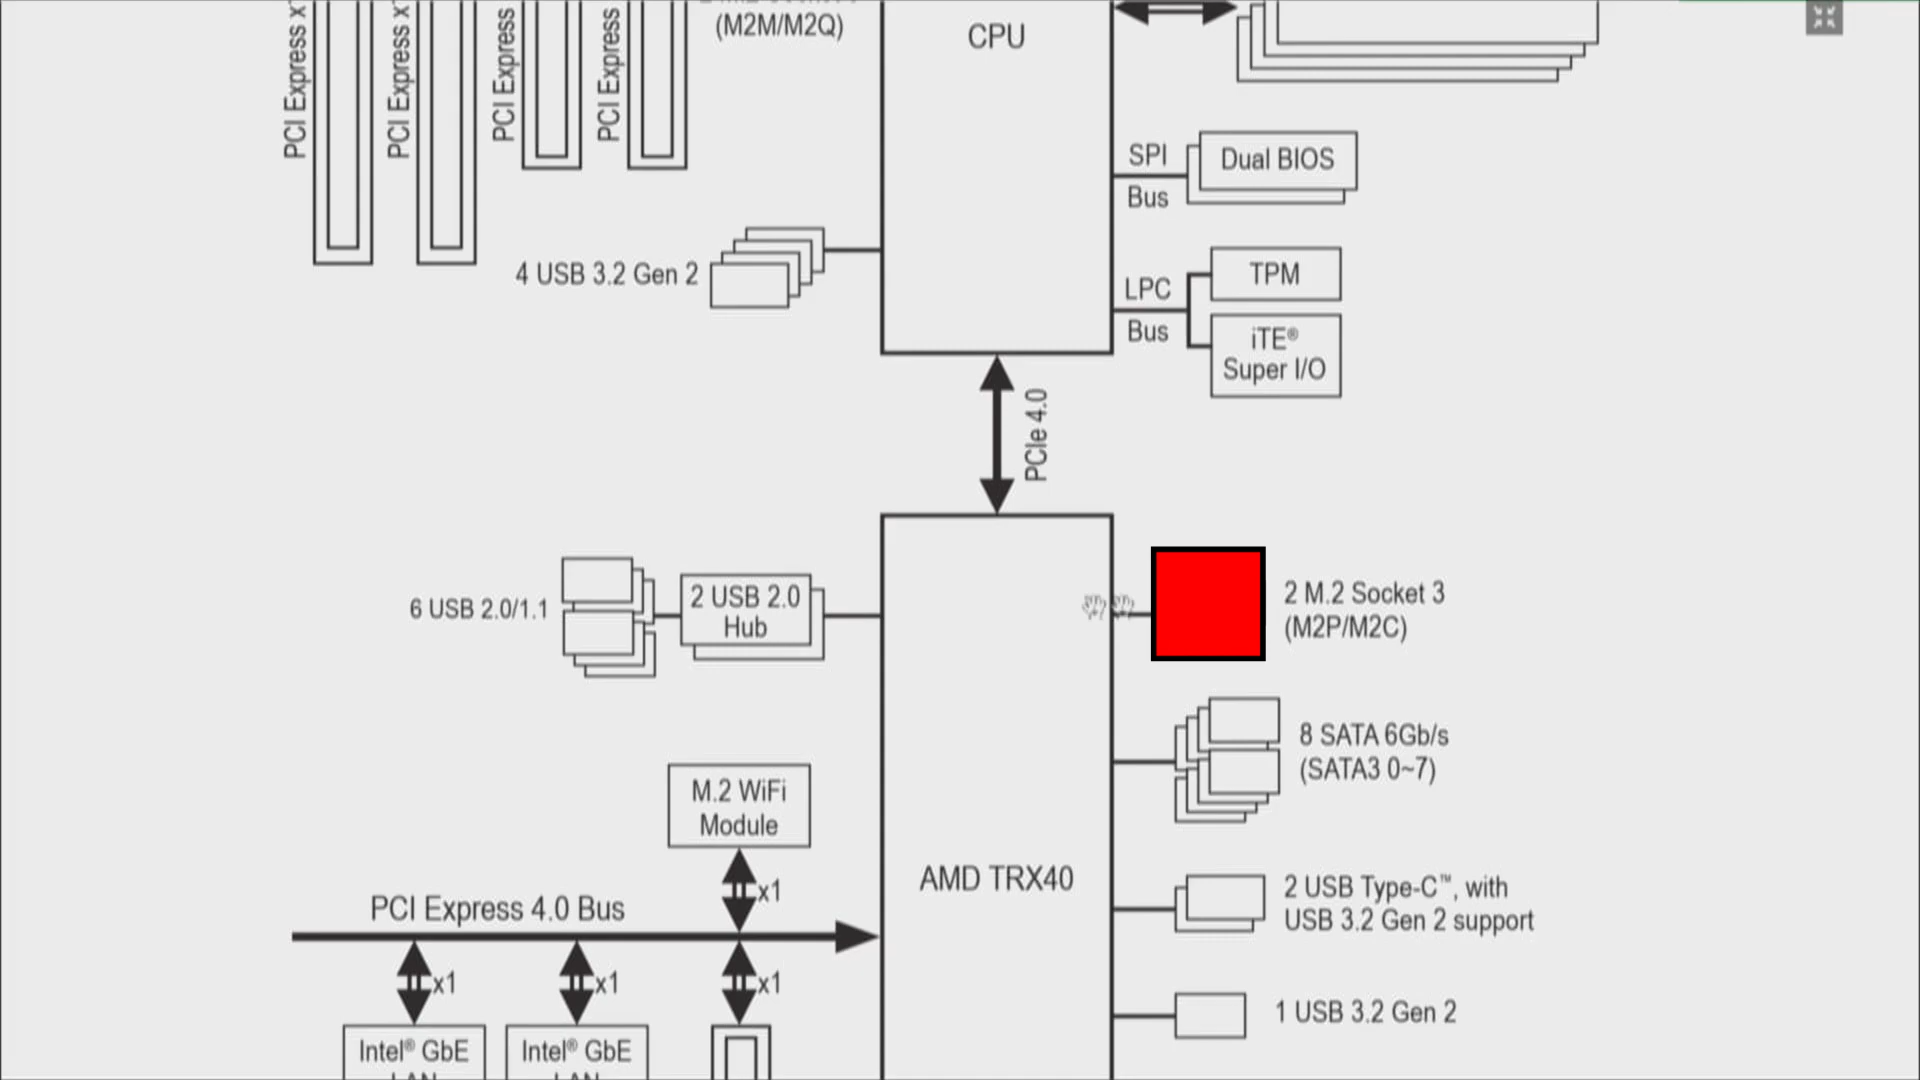 PCI Express
PCI Express
PCI Express
PCI Express
(M2M/M2Q)
CPU
SPI
Bus
Dual BIOS
4 USB 3.2 Gen 2
LPC
Bus
TPM
iTE®
Super I/O
PCIe 4.0
6 USB 2.0/1.1
2 USB 2.0
Hub
2 M.2 Socket 3
(M2P/M2C)
8 SATA 6Gb/s
(SATA3 0~7)
M.2 WiFi
Module
x1
AMD TRX40
PCI Express 4.0 Bus
2 USB Type-C™, with
USB 3.2 Gen 2 support
x1
x1
x1
1 USB 3.2 Gen 2
Intel® GbE
Intel® GbE
LAN
LAN